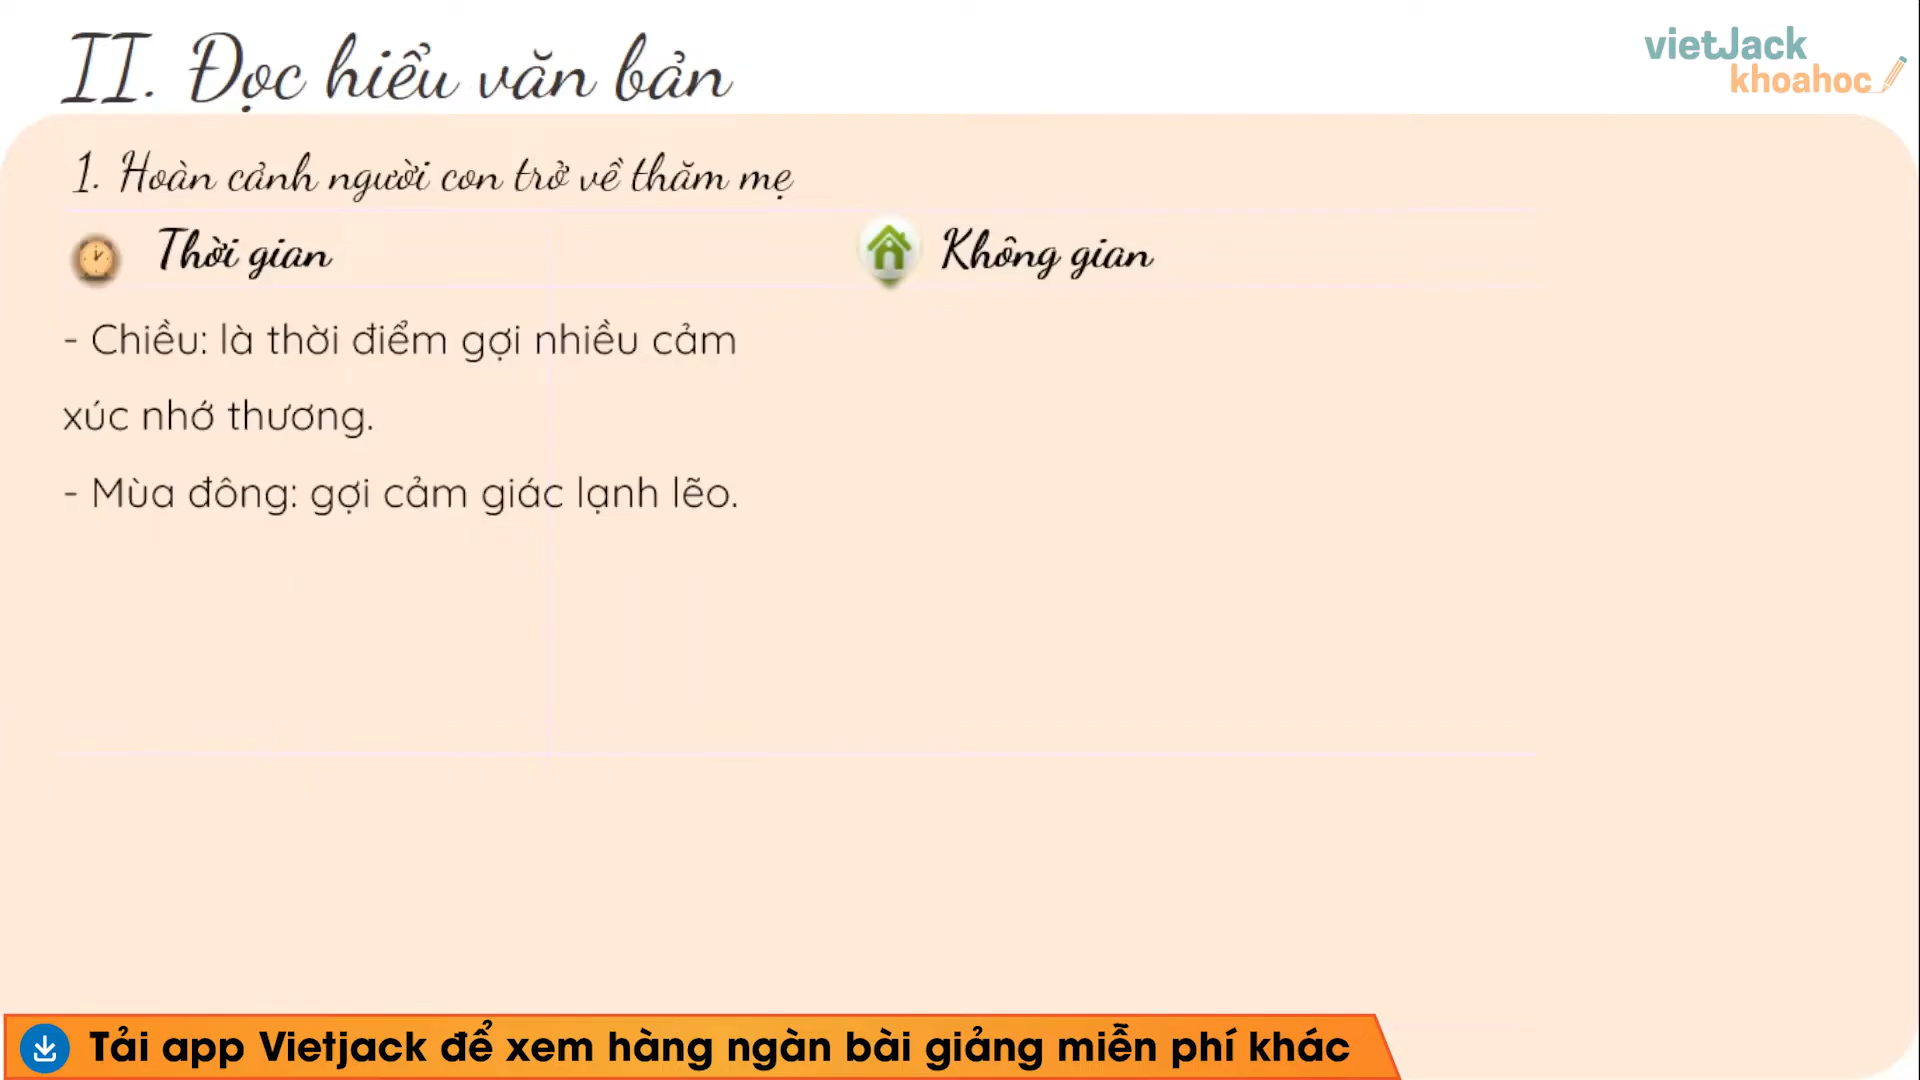 II. Đọc hiểu văn bản
vietJack
khoahoc
1. Hoàn cảnh người con trở về thăm mẹ
Thời gian
Không gian
- Chiều: là thời điểm gợi nhiều cảm
xúc nhớ thương.
- Mùa đông: gợi cảm giác lạnh lẽo.
Tải app Vietjack để xem hàng ngàn bài giảng miễn phí khác